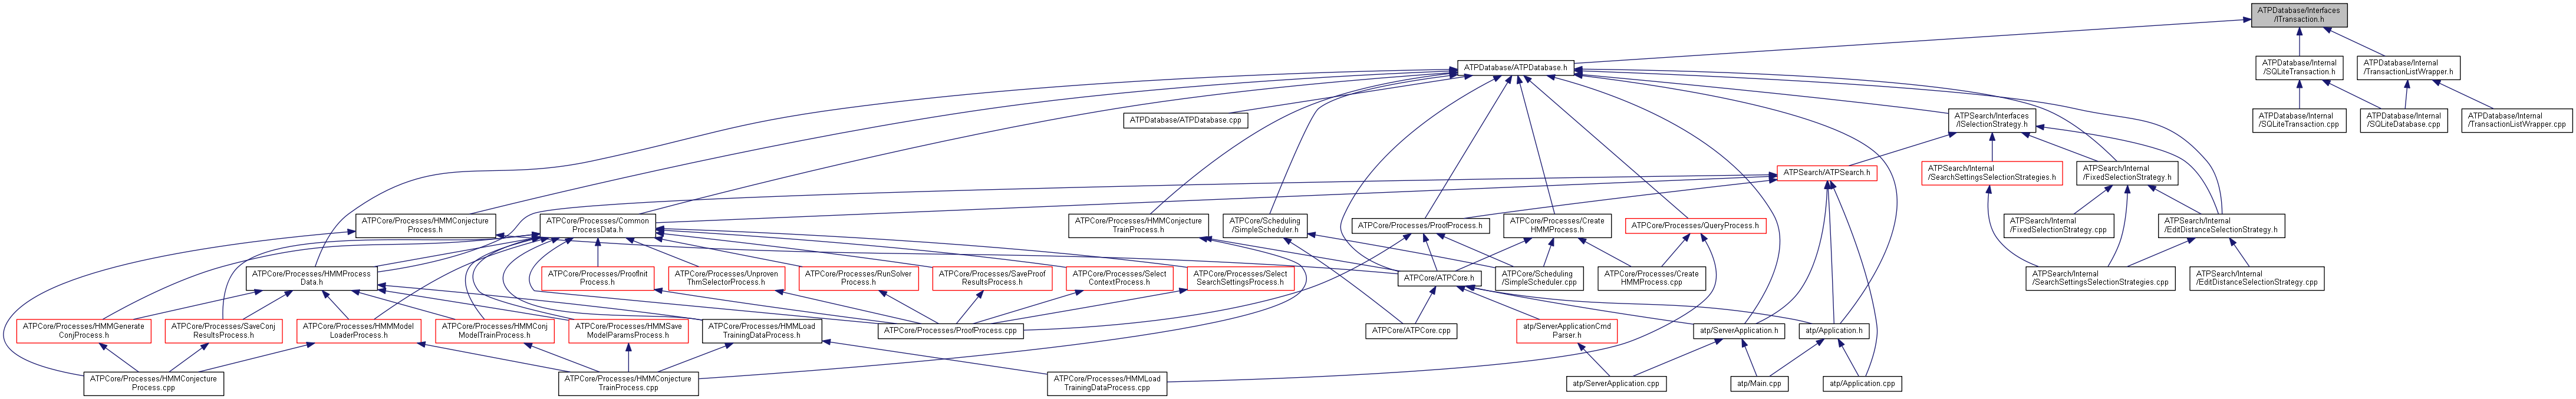 ATPDatabase/Interfaces
/ITransaction.h
ATPDatabase/ATPDatabase.h
ATPDatabase/Internal
/SQLiteTransaction.h
ATPDatabase/Internal
/TransactionListWrapper.h
ATPDatabase/ATPDatabase.cpp
ATPSearch/Interfaces
/ISelectionStrategy.h
ATPDatabase/Internal
/SQLiteTransaction.cpp
ATPDatabase/Internal
/SQLiteDatabase.cpp
ATPDatabase/Internal
/TransactionListWrapper.cpp
ATPSearch/ATPSearch.h
ATPSearch/Internal
/SearchSettingsSelectionStrategies.h
ATPSearch/Internal
/FixedSelectionStrategy.h
ATPCore/Processes/HMMConjecture
Process.h
ATPCore/Processes/Common
ProcessData.h
ATPCore/Processes/HMMConjecture
TrainProcess.h
ATPCore/Scheduling
/SimpleScheduler.h
ATPCore/Processes/ProofProcess.h
ATPCore/Processes/Create
HMMProcess.h
ATPCore/Processes/QueryProcess.h
ATPSearch/Internal
/FixedSelectionStrategy.cpp
ATPSearch/Internal
/EditDistanceSelectionStrategy.h
ATPCore/Processes/HMMProcess
Data.h
ATPCore/Processes/ProofInit
Process.h
ATPCore/Processes/Unproven
ThmSelectorProcess.h
ATPCore/Processes/RunSolver
Process.h
ATPCore/Processes/SaveProof
ResultsProcess.h
ATPCore/Processes/Select
ContextProcess.h
ATPCore/Processes/Select
SearchSettingsProcess.h
ATPCore/ATPCore.h
ATPCore/Scheduling
/SimpleScheduler.cpp
ATPCore/Processes/Create
HMMProcess.cpp
ATPSearch/Internal
/SearchSettingsSelectionStrategies.cpp
ATPSearch/Internal
/EditDistanceSelectionStrategy.cpp
ATPCore/Processes/HMMGenerate
ConjProcess.h
ATPCore/Processes/SaveConj
ResultsProcess.h
ATPCore/Processes/HMMModel
LoaderProcess.h
ATPCore/Processes/HMMConj
ModelTrainProcess.h
ATPCore/Processes/HMMSave
ModelParamsProcess.h
ATPCore/Processes/HMMLoad
TrainingDataProcess.h
ATPCore/Processes/ProofProcess.cpp
ATPCore/ATPCore.cpp
atp/ServerApplicationCmd
Parser.h
atp/ServerApplication.h
atp/Application.h
ATPCore/Processes/HMMConjecture
Process.cpp
ATPCore/Processes/HMMConjecture
TrainProcess.cpp
ATPCore/Processes/HMMLoad
TrainingDataProcess.cpp
atp/ServerApplication.cpp
atp/Main.cpp
atp/Application.cpp